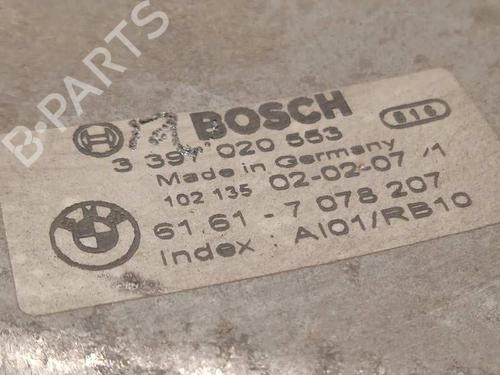 B-PARTS
BOSCH
616
3 397 020 553
Made in Germany
102 135 02-02-07 /1
61 61 - 7 078 207
Index : AI01/RB10